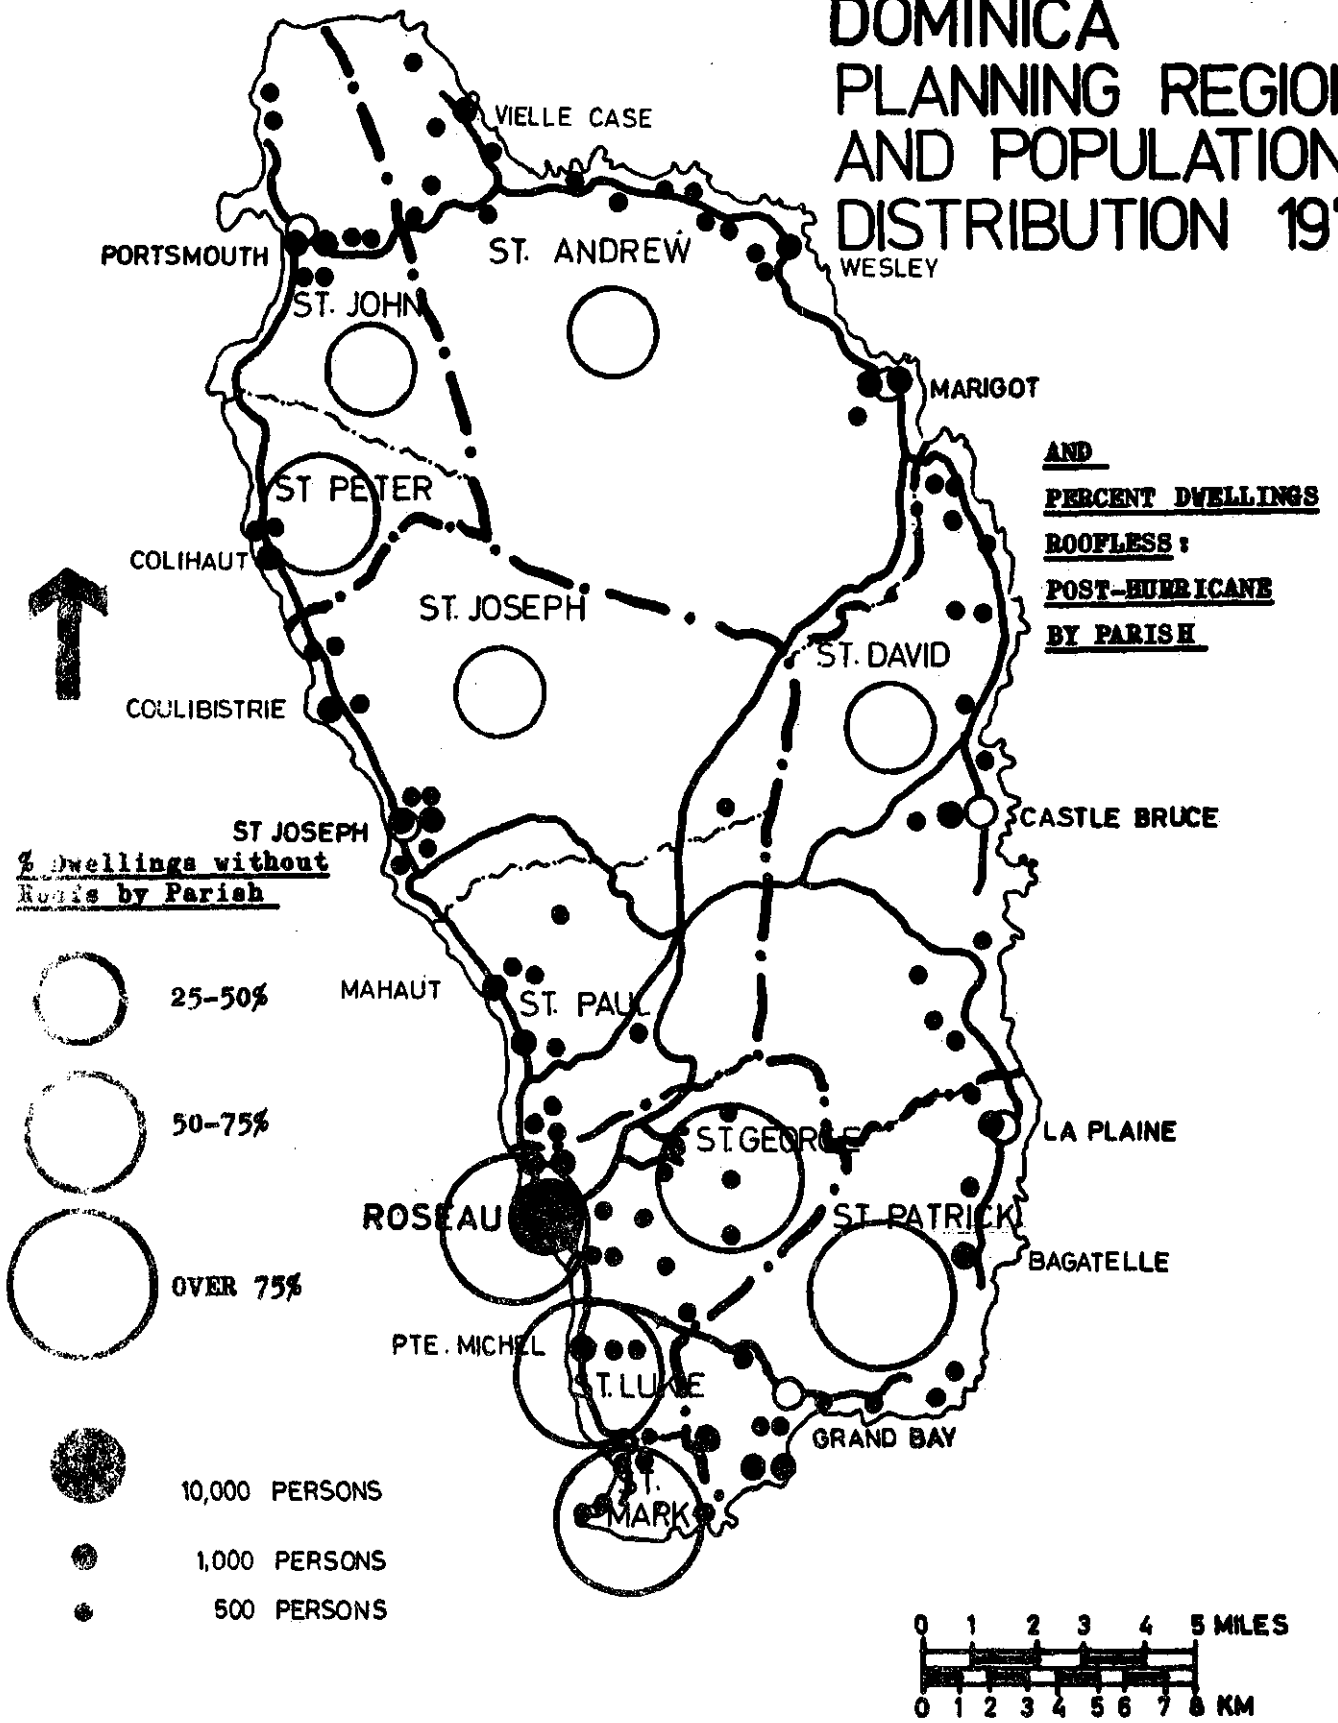 DOMINICA
PLANNING REGION
AND POPULATION
DISTRIBUTION 19
VIELLE CASE
PORTSMOUTH
ST. ANDREW
WESLEY
ST. JOHN
MARIGOT
AND
PERCENT DWELLINGS
ROOFLESS:
POST-HURRICANE
BY PARISH
ST PETER
COLIHAUT
ST. JOSEPH
ST. DAVID
COULIBISTRIE
ST JOSEPH
CASTLE BRUCE
% Dwellings without
Roofs by Parish
25-50%
MAHAUT
ST. PAUL
50-75%
ST. GEORGE
LA PLAINE
ROSEAU
ST PATRICK
OVER 75%
BAGATELLE
PTE. MICHEL
ST. LUKE
GRAND BAY
10,000 PERSONS
ST.
MARK
1,000 PERSONS
500 PERSONS
0 1 2 3 4 5 MILES
0 1 2 3 4 5 6 7 8 KM